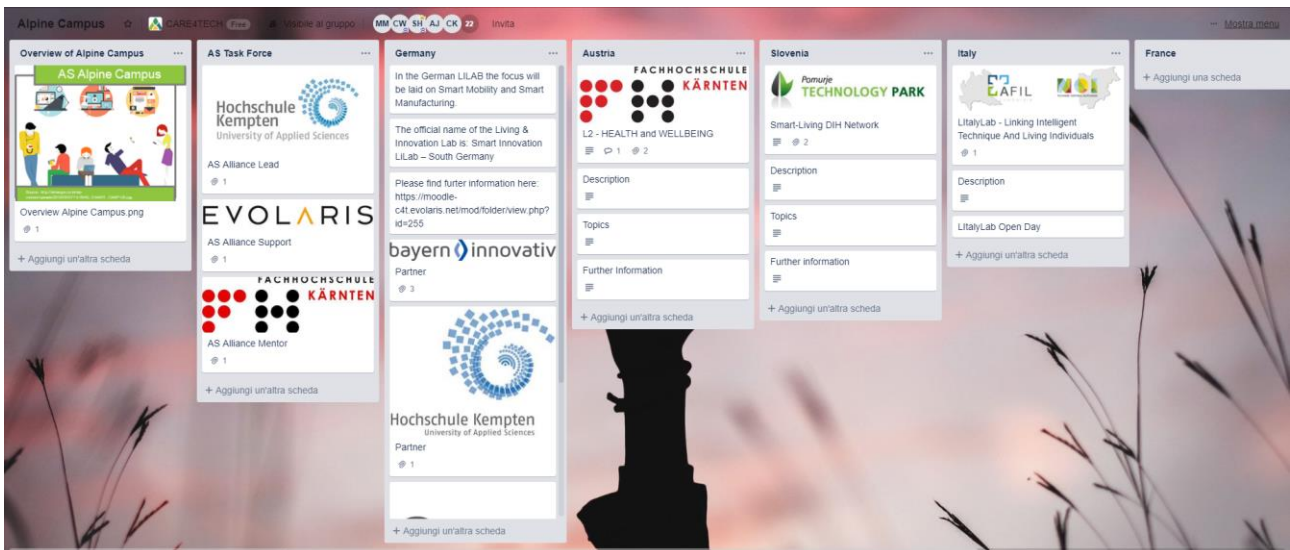 Alpine Campus
CARE4TECH Free
Visibile al gruppo
MM CW SH AJ CK 22
Invita
Mostra menu
Overview of Alpine Campus
AS Alpine Campus
Overview Alpine Campus.png
1
+ Aggiungi un'altra scheda
AS Task Force
Hochschule
Kempten
University of Applied Sciences
AS Alliance Lead
1
EVOLARIS
AS Alliance Support
1
FACHHOCHSCHULE
KÄRNTEN
AS Alliance Mentor
1
+ Aggiungi un'altra scheda
Germany
In the German LILAB the focus will
be laid on Smart Mobility and Smart
Manufacturing.
The official name of the Living &
Innovation Lab is: Smart Innovation
LiLab – South Germany
Please find furter information here:
https://moodle-
c4t.evolaris.net/mod/folder/view.php?
id=255
bayern innovativ
Partner
3
Hochschule Kempten
University of Applied Sciences
Partner
1
+ Aggiungi un'altra scheda
Austria
FACHHOCHSCHULE
KÄRNTEN
L2 - HEALTH and WELLBEING
1 2
Description
Topics
Further Information
+ Aggiungi un'altra scheda
Slovenia
Pomurje
TECHNOLOGY PARK
Smart-Living DIH Network
2
Description
Topics
Further information
+ Aggiungi un'altra scheda
Italy
AFIL
LItalyLab - Linking Intelligent
Technique And Living Individuals
1
Description
LItalyLab Open Day
+ Aggiungi un'altra scheda
France
+ Aggiungi una scheda